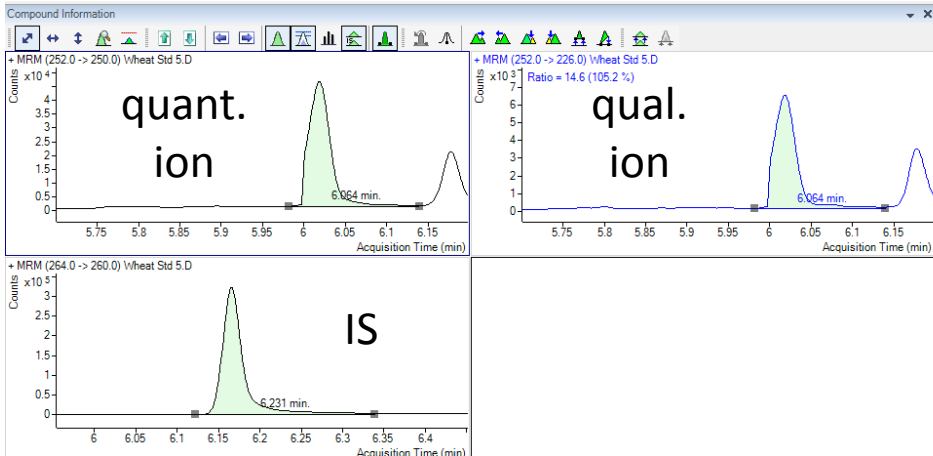 Compound Information
+ MRM (252.0 -> 250.0) Wheat Std 5.D
Counts
x10 4
4
3.5
3
2.5
2
1.5
1
0.5
0
quant.
ion
6.064 min.
5.75 5.8 5.85 5.9 5.95 6 6.05 6.1 6.15
Acquisition Time (min)
+ MRM (252.0 -> 226.0) Wheat Std 5.D
Counts
x10 3
Ratio = 14.6 (105.2 %)
7
6
5
4
3
2
1
0
qual.
ion
6.064 min.
5.75 5.8 5.85 5.9 5.95 6 6.05 6.1 6.15
Acquisition Time (min)
+ MRM (264.0 -> 260.0) Wheat Std 5.D
Counts
x10 5
3
2.5
2
1.5
1
0.5
0
IS
6.231 min.
6 6.05 6.1 6.15 6.2 6.25 6.3 6.35 6.4
Acquisition Time (min)